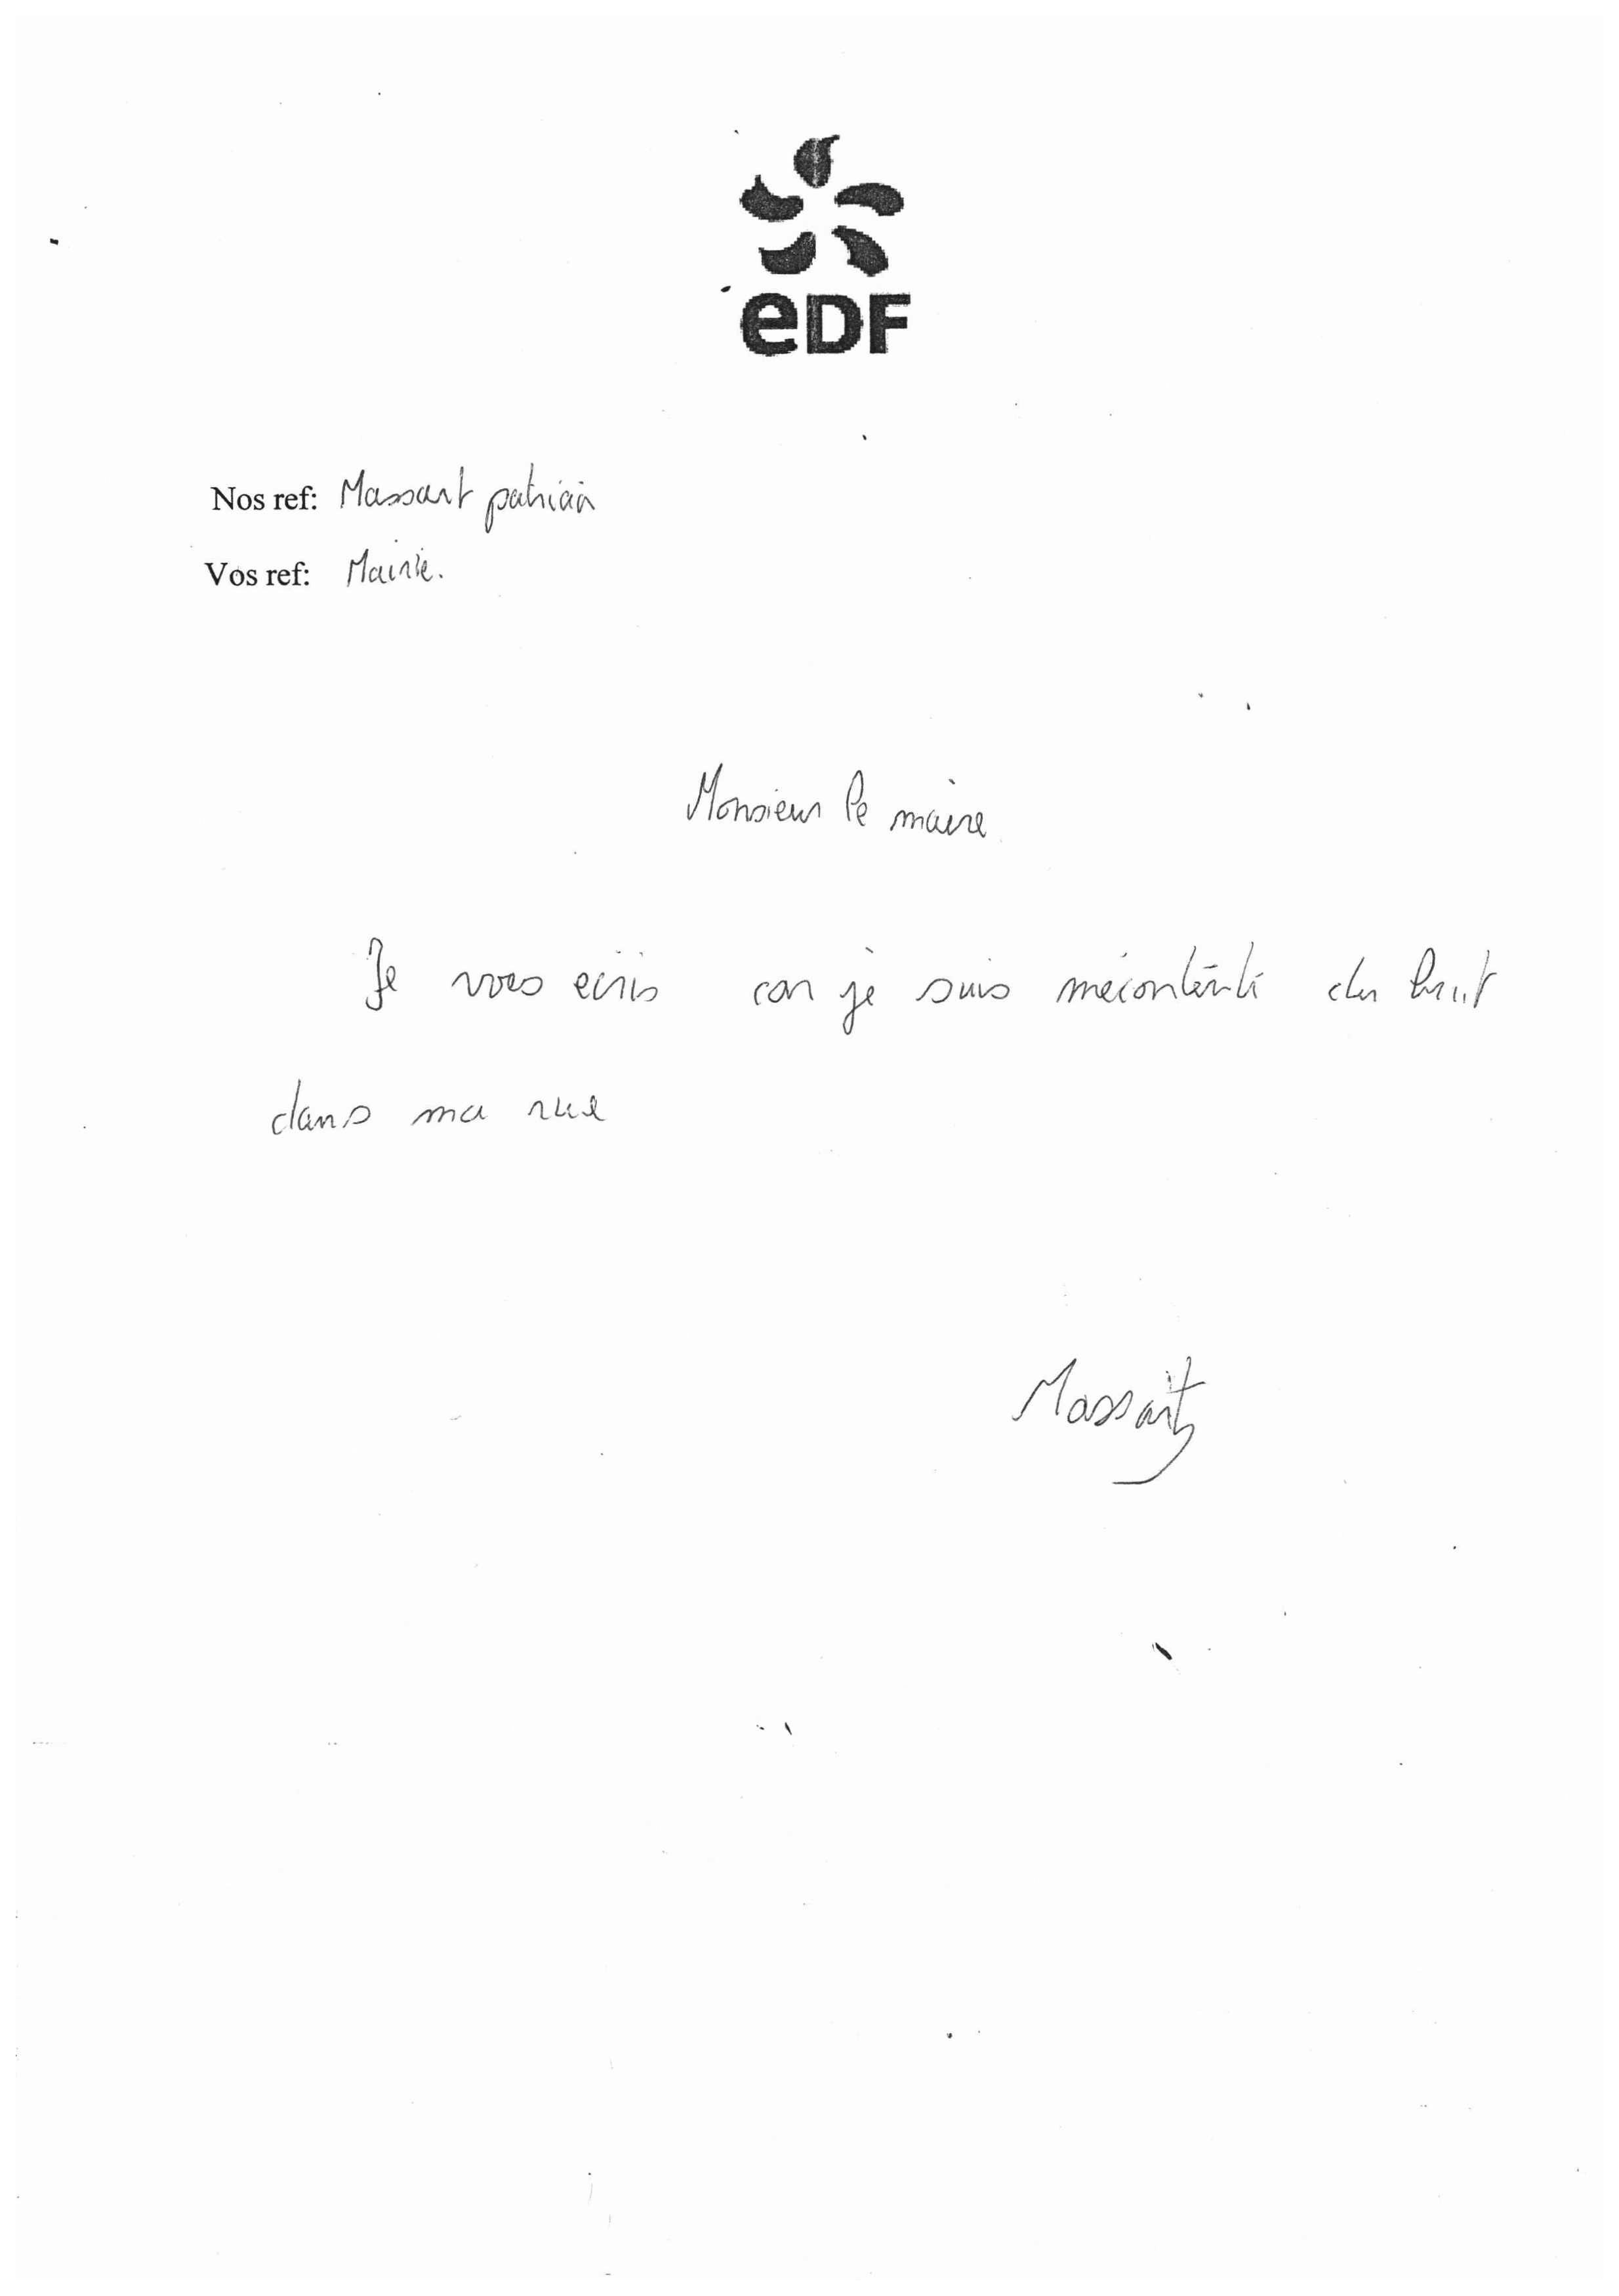 eDF
Nos ref: Massart patricia
Vos ref: Mairie.
Monsieur le maire
Je vous ecris car je suis mécontente du bruit
dans ma rue
Massart